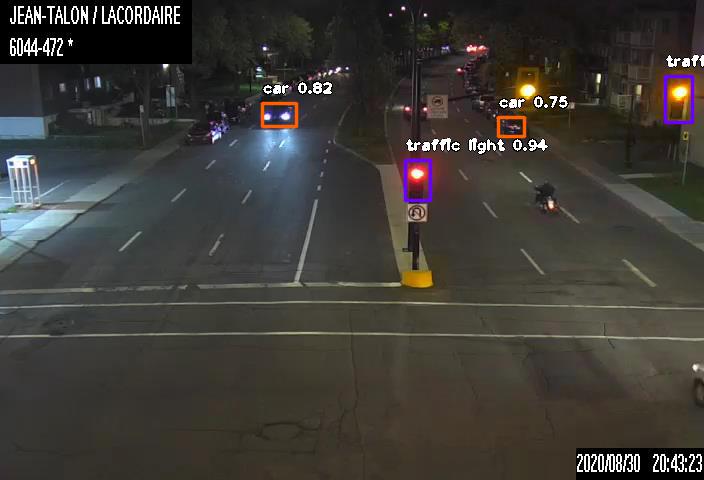 JEAN-TALON / LACORDAIRE
6044-472 *
traff
car 0.82
car 0.75
traffic light 0.94
2020/08/30 20:43:23